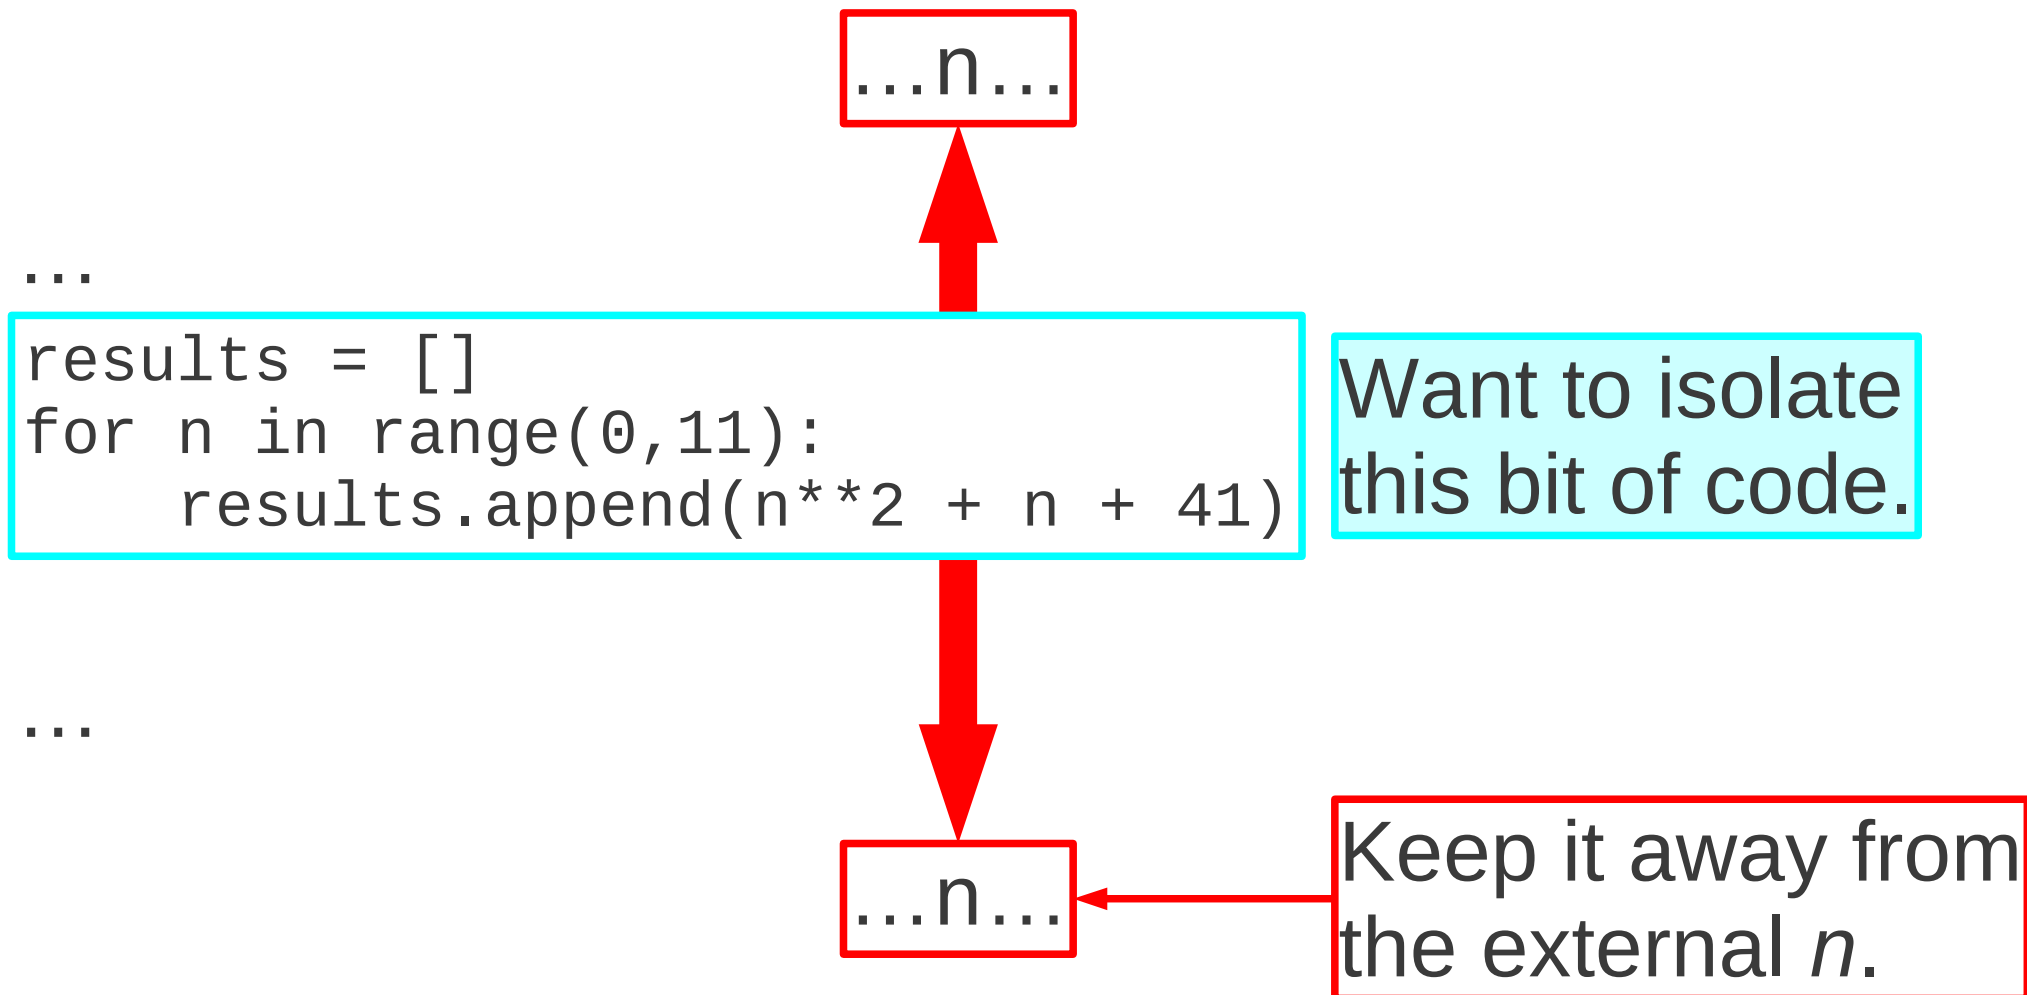 …n…
…
results = []
for n in range(0,11):
    results.append(n**2 + n + 41)
Want to isolate
this bit of code.
…
…n…
Keep it away from
the external n.